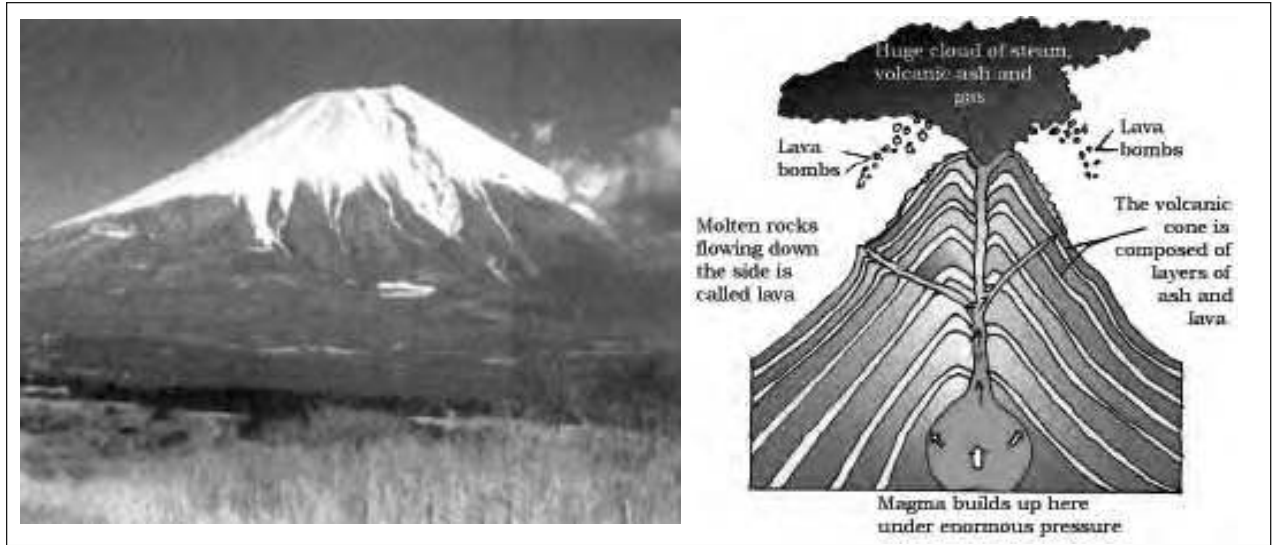 Huge cloud of steam,
volcanic ash and
gas
Lava
bombs
Lava
bombs
Molten rocks
flowing down
the side is
called lava
The volcanic
cone is
composed of
layers of
ash and
lava
Magma builds up here
under enormous pressure